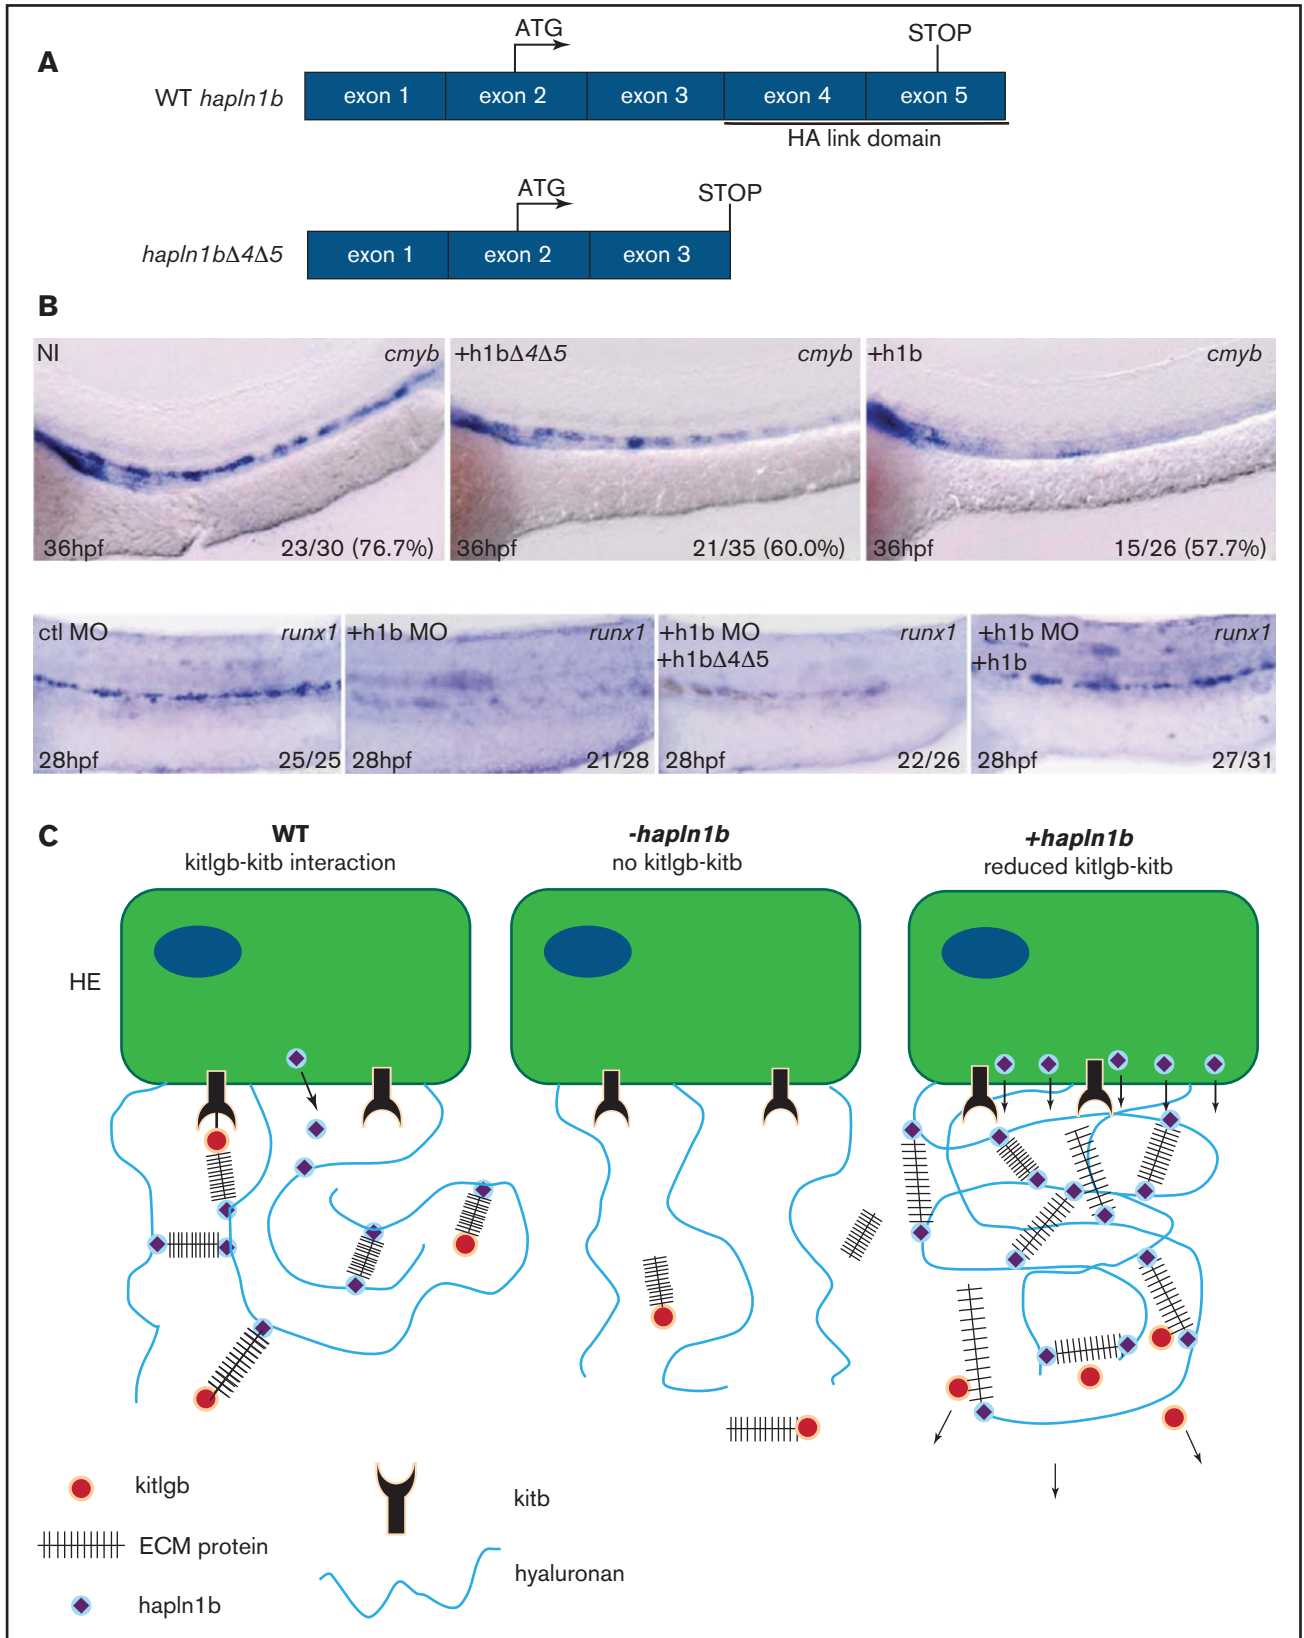 A
ATG
STOP
WT hapln1b
exon 1 exon 2 exon 3 exon 4 exon 5
HA link domain
ATG
STOP
hapln1bΔ4Δ5
exon 1 exon 2 exon 3
B
NI cmyb
36hpf 23/30 (76.7%)
+h1bΔ4Δ5 cmyb
36hpf 21/35 (60.0%)
+h1b cmyb
36hpf 15/26 (57.7%)
ctl MO runx1
28hpf 25/25
+h1b MO runx1
28hpf 21/28
+h1b MO runx1
+h1bΔ4Δ5
28hpf 22/26
+h1b MO runx1
+h1b
28hpf 27/31
C
WT
kitlgb-kitb interaction
-hapln1b
no kitlgb-kitb
+hapln1b
reduced kitlgb-kitb
HE
kitlgb
kitb
ECM protein
hyaluronan
hapln1b